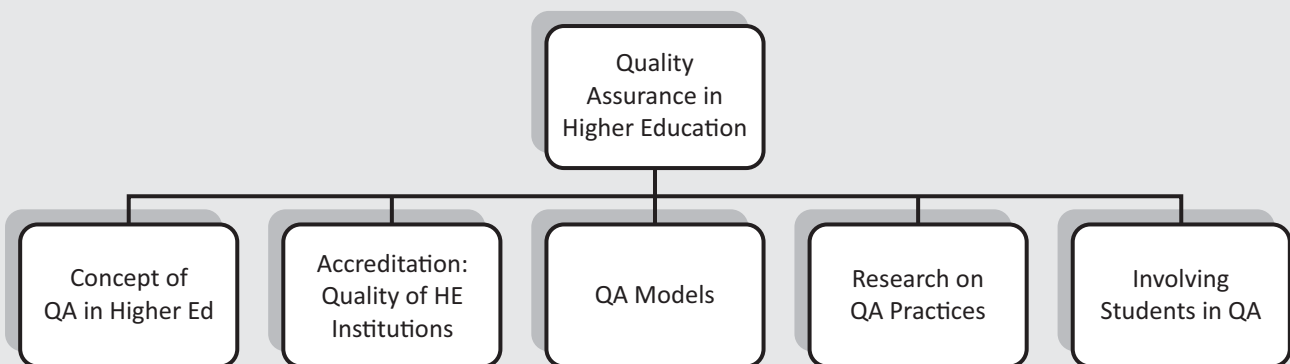 Quality
Assurance in
Higher Education
Concept of
QA in Higher Ed
Accreditation:
Quality of HE
Institutions
QA Models
Research on
QA Practices
Involving
Students in QA